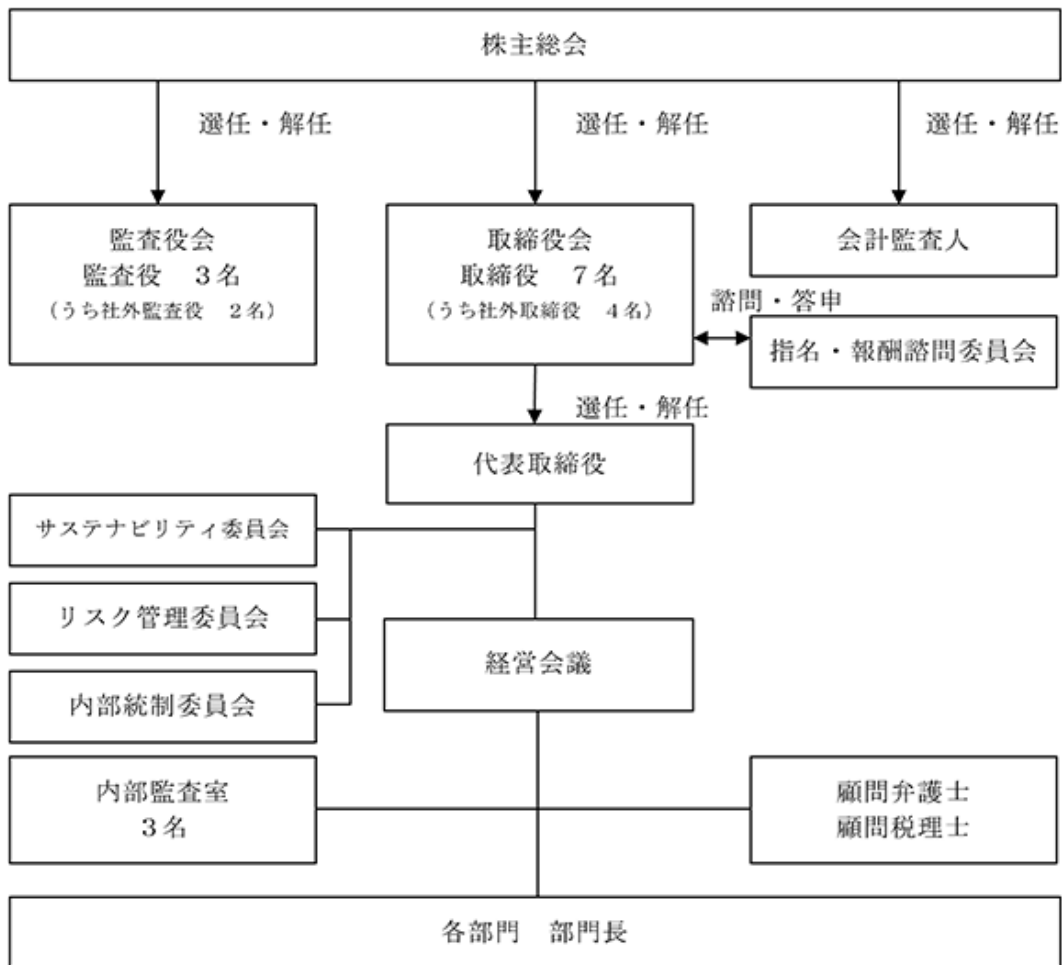 株主総会
選任・解任
選任・解任
選任・解任
監査役会
監査役　3名
（うち社外監査役　2名）
取締役会
取締役　7名
（うち社外取締役　4名）
会計監査人
諮問・答申
指名・報酬諮問委員会
選任・解任
代表取締役
サステナビリティ委員会
リスク管理委員会
内部統制委員会
経営会議
内部監査室
3名
顧問弁護士
顧問税理士
各部門　部門長